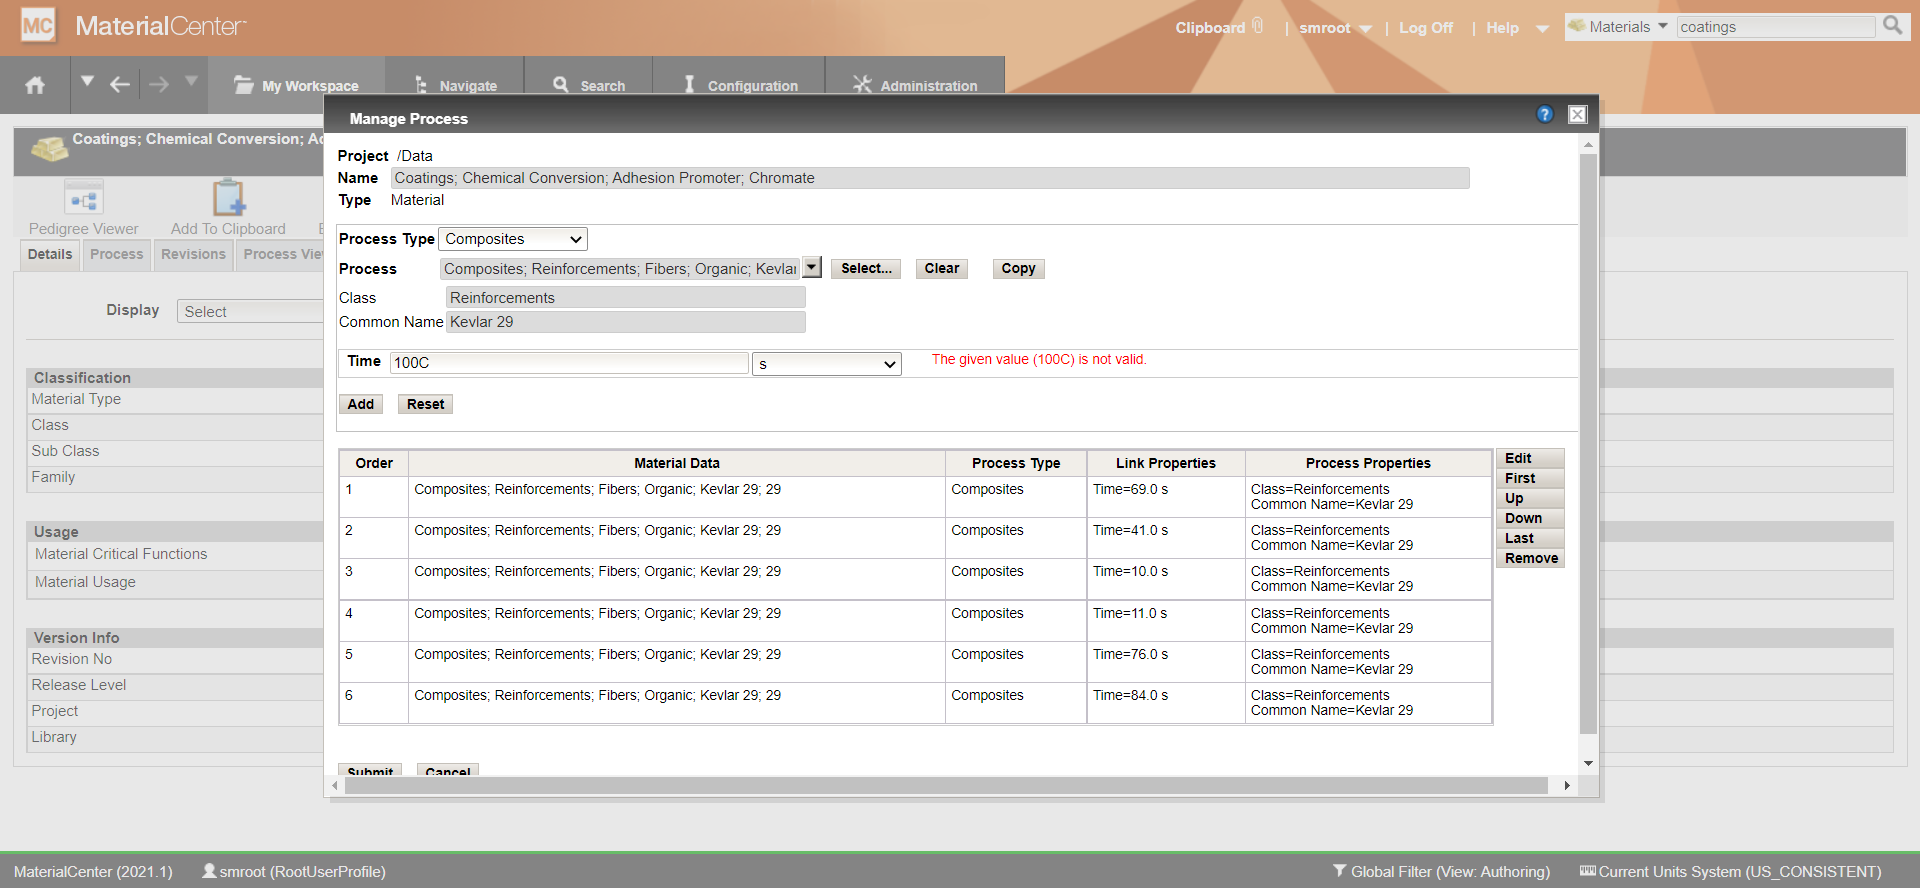 MC MaterialCenter
Clipboard | smroot | Log Off | Help Materials coatings
My Workspace Navigate Search Configuration Administration
Coatings; Chemical Conversion;
Pedigree Viewer Add To Clipboard
Details Process Revisions Process
Display Select
Classification
Material Type
Class
Sub Class
Family
Usage
Material Critical Functions
Material Usage
Version Info
Revision No
Release Level
Project
Library
Manage Process ?
Project /Data
Name Coatings; Chemical Conversion; Adhesion Promoter; Chromate
Type Material
Process Type Composites
Process Composites; Reinforcements; Fibers; Organic; Kevlar Select... Clear Copy
Class Reinforcements
Common Name Kevlar 29
Time 100C s The given value (100C) is not valid.
Add Reset
Order Material Data Process Type Link Properties Process Properties
1 Composites; Reinforcements; Fibers; Organic; Kevlar 29; 29 Composites Time=69.0 s Class=Reinforcements
Common Name=Kevlar 29
2 Composites; Reinforcements; Fibers; Organic; Kevlar 29; 29 Composites Time=41.0 s Class=Reinforcements
Common Name=Kevlar 29
3 Composites; Reinforcements; Fibers; Organic; Kevlar 29; 29 Composites Time=10.0 s Class=Reinforcements
Common Name=Kevlar 29
4 Composites; Reinforcements; Fibers; Organic; Kevlar 29; 29 Composites Time=11.0 s Class=Reinforcements
Common Name=Kevlar 29
5 Composites; Reinforcements; Fibers; Organic; Kevlar 29; 29 Composites Time=76.0 s Class=Reinforcements
Common Name=Kevlar 29
6 Composites; Reinforcements; Fibers; Organic; Kevlar 29; 29 Composites Time=84.0 s Class=Reinforcements
Common Name=Kevlar 29
Edit
First
Up
Down
Last
Remove
Submit Cancel
MaterialCenter (2021.1) smroot (RootUserProfile) Global Filter (View: Authoring) Current Units System (US_CONSISTENT)